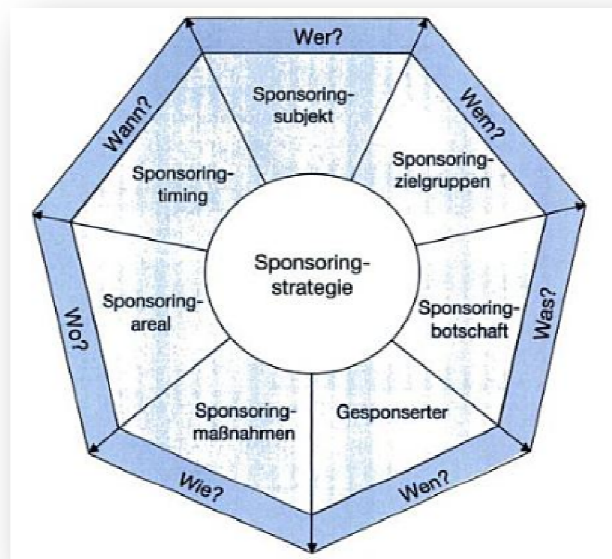 Wer?
Sponsoring-
subjekt
Wem?
Sponsoring-
zielgruppen
Was?
Sponsoring-
botschaft
Wen?
Gesponserter
Wie?
Sponsoring-
maßnahmen
Wo?
Sponsoring-
areal
Wann?
Sponsoring-
timing
Sponsoring-
strategie